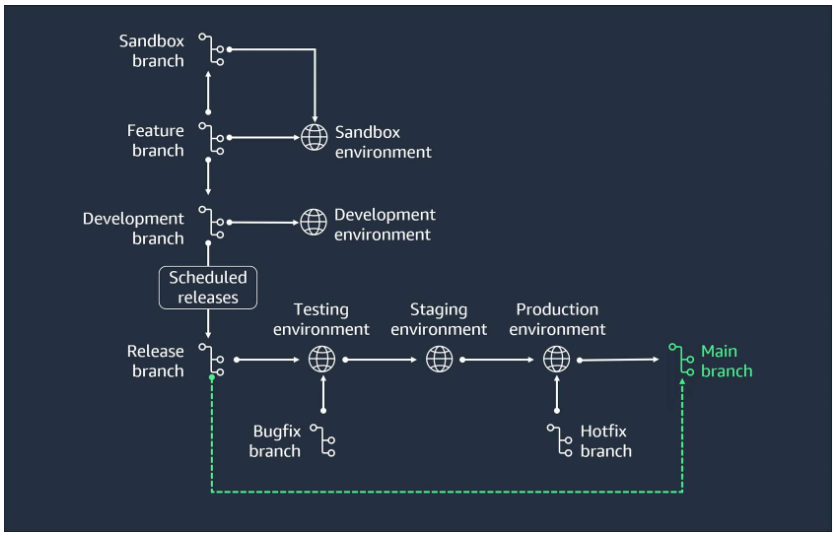 Sandbox
branch
Feature
branch
Sandbox
environment
Development
branch
Development
environment
Scheduled
releases
Testing
environment
Staging
environment
Production
environment
Release
branch
Main
branch
Bugfix
branch
Hotfix
branch